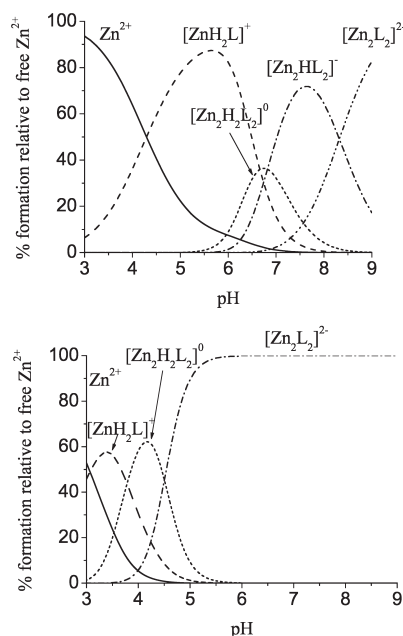 Zn²⁺
[ZnH₂L]⁺
[Zn₂L₂]²⁻
[Zn₂HL₂]⁻
[Zn₂H₂L₂]⁰
% formation relative to free Zn²⁺
100
80
60
40
20
0
3 4 5 6 7 8 9
pH
[Zn₂H₂L₂]⁰
[Zn₂L₂]²⁻
Zn²⁺
[ZnH₂L]⁺
% formation relative to free Zn²⁺
100
80
60
40
20
0
3 4 5 6 7 8 9
pH